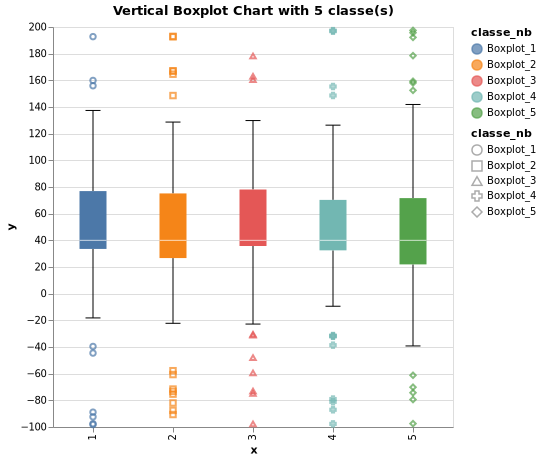 Vertical Boxplot Chart with 5 classe(s)
200
180
160
140
120
100
80
60
40
20
0
−20
−40
−60
−80
−100
y
1
2
3
4
5
x
classe_nb
Boxplot_1
Boxplot_2
Boxplot_3
Boxplot_4
Boxplot_5
classe_nb
Boxplot_1
Boxplot_2
Boxplot_3
Boxplot_4
Boxplot_5